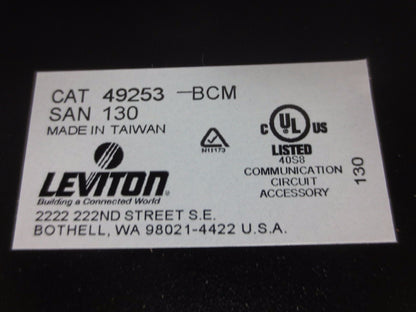 CAT 49253 -BCM
SAN 130
MADE IN TAIWAN
N11173
C UL US
LISTED
40S8
COMMUNICATION
CIRCUIT
ACCESSORY
130
LEVITON
Building a Connected World
2222 222ND STREET S.E.
BOTHELL, WA 98021-4422 U.S.A.